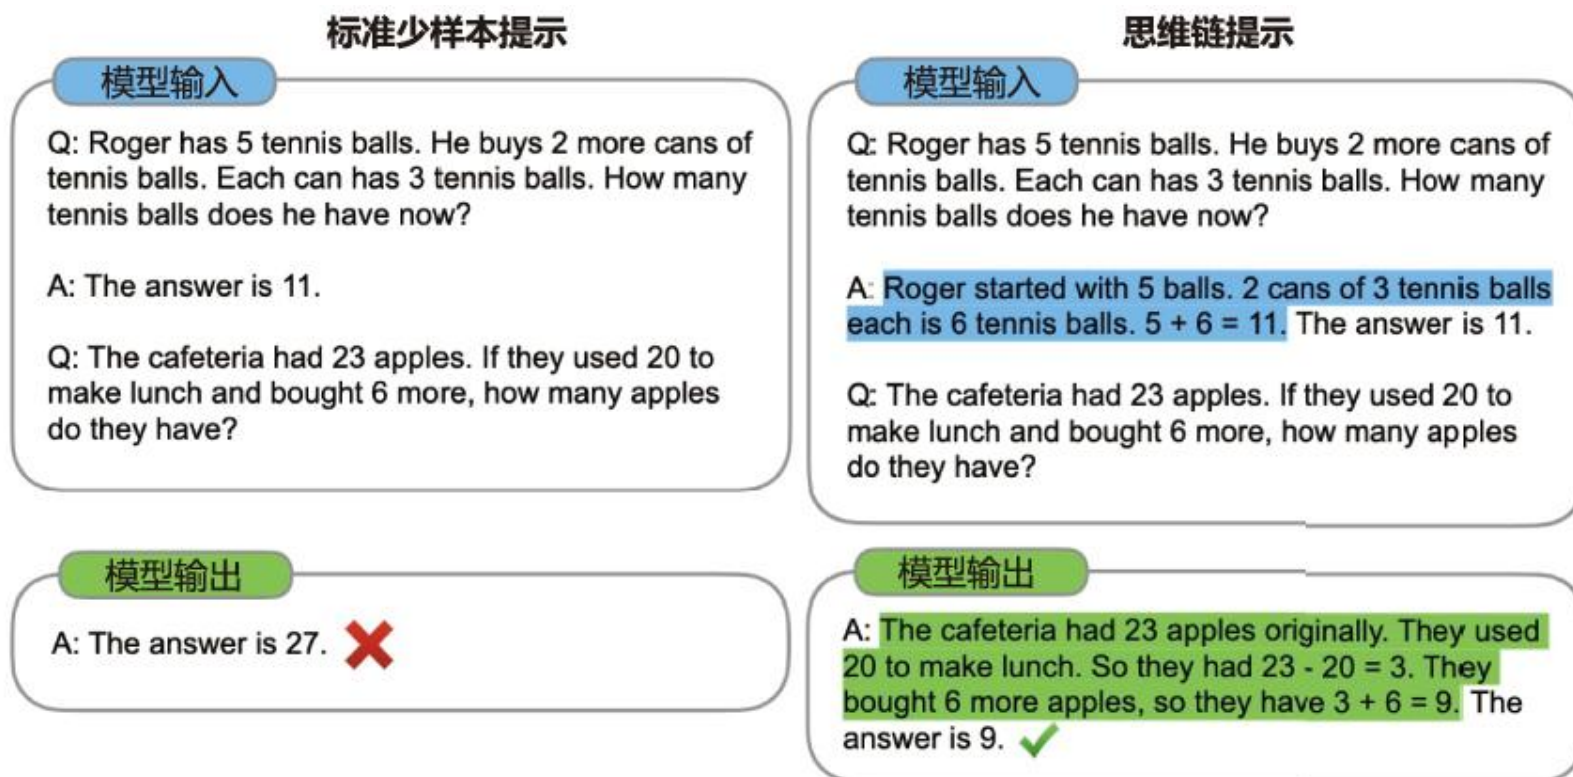 标准少样本提示
模型输入
Q: Roger has 5 tennis balls. He buys 2 more cans of
tennis balls. Each can has 3 tennis balls. How many
tennis balls does he have now?
A: The answer is 11.
Q: The cafeteria had 23 apples. If they used 20 to
make lunch and bought 6 more, how many apples
do they have?
模型输出
A: The answer is 27.
思维链提示
模型输入
Q: Roger has 5 tennis balls. He buys 2 more cans of
tennis balls. Each can has 3 tennis balls. How many
tennis balls does he have now?
A: Roger started with 5 balls. 2 cans of 3 tennis balls
each is 6 tennis balls. 5 + 6 = 11. The answer is 11.
Q: The cafeteria had 23 apples. If they used 20 to
make lunch and bought 6 more, how many apples
do they have?
模型输出
A: The cafeteria had 23 apples originally. They used
20 to make lunch. So they had 23 - 20 = 3. They
bought 6 more apples, so they have 3 + 6 = 9. The
answer is 9.